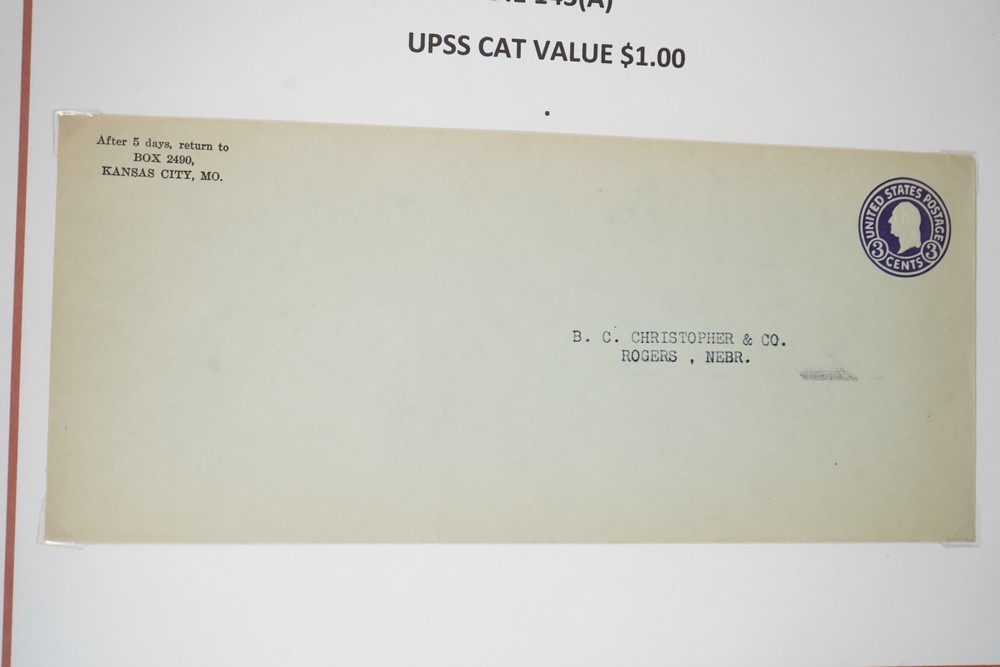 UPSS CAT VALUE $1.00
.
After 5 days, return to
BOX 2490,
KANSAS CITY, MO.
UNITED STATES POSTAGE
3 CENTS 3
B. C. CHRISTOPHER & CO.
ROGERS , NEBR.